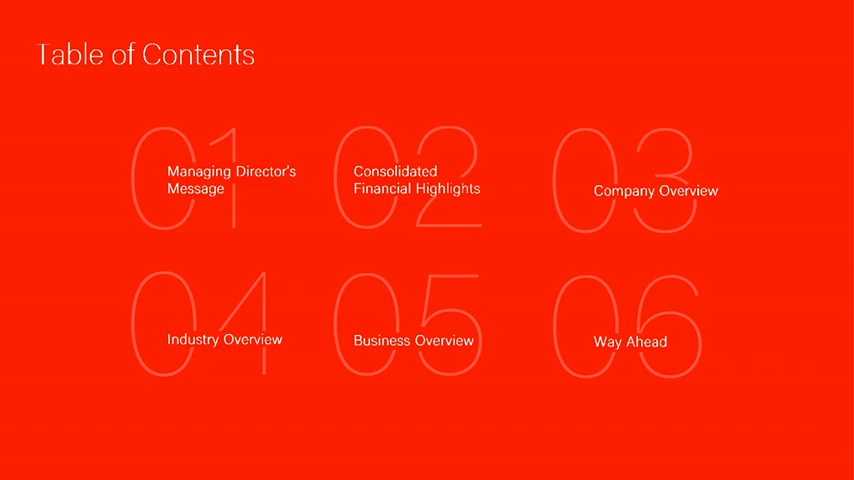 Table of Contents
01
Managing Director's
Message
02
Consolidated
Financial Highlights
03
Company Overview
04
Industry Overview
05
Business Overview
06
Way Ahead